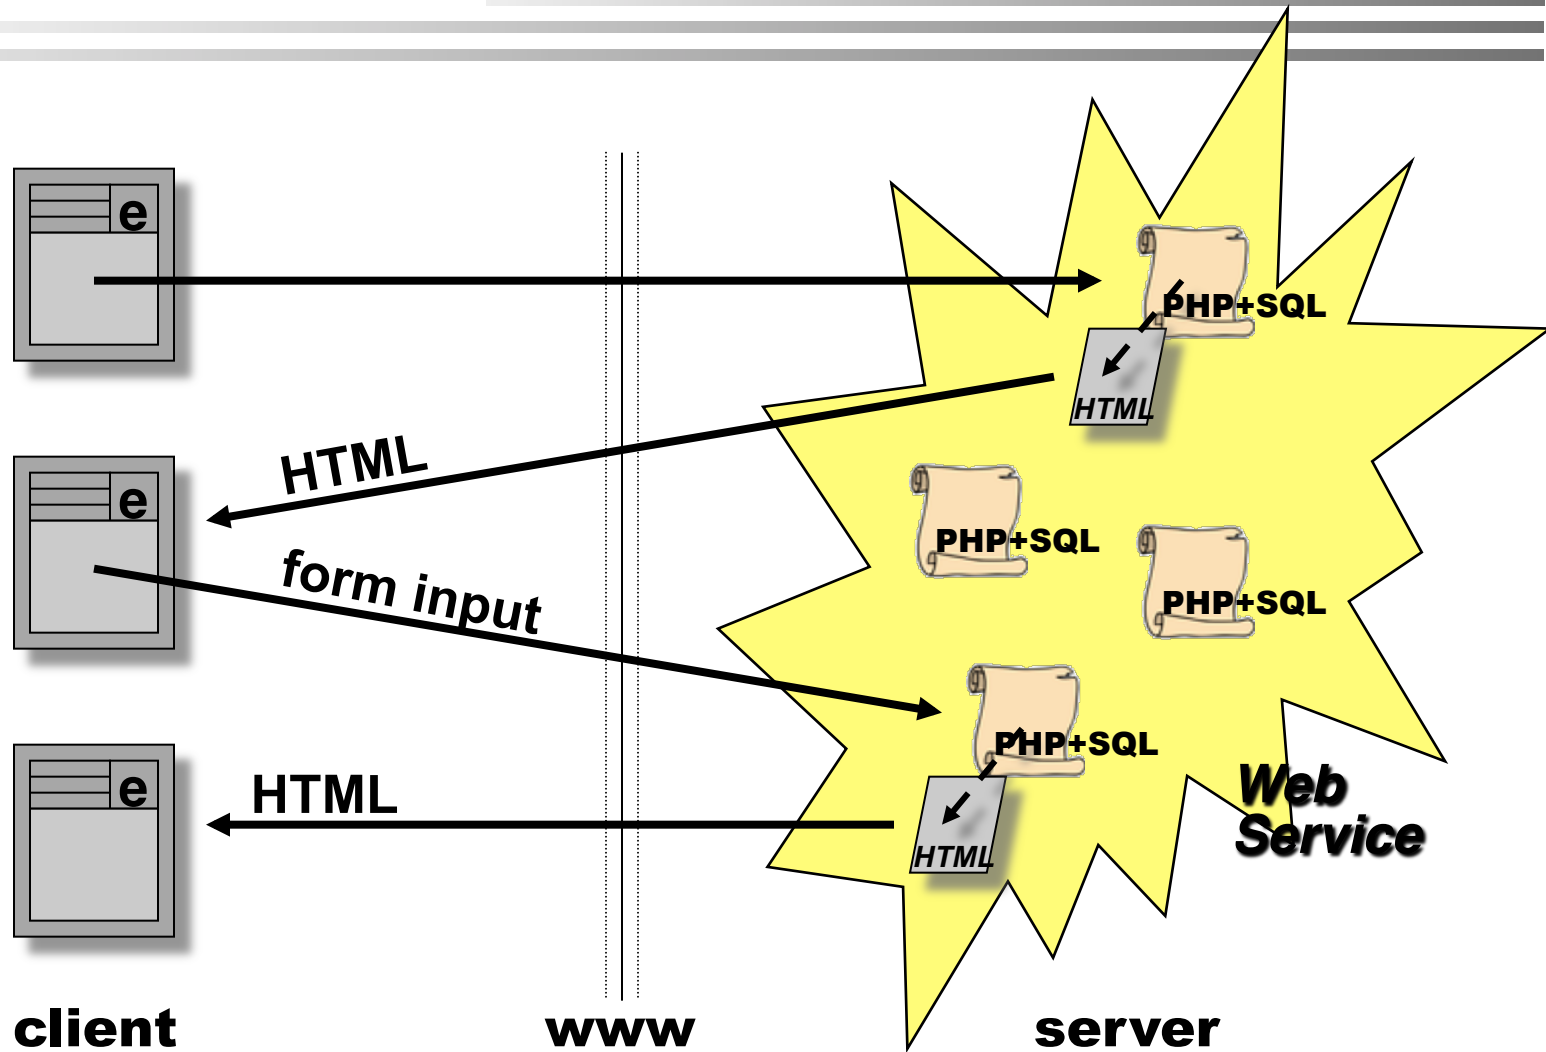 e
PHP+SQL
HTML
HTML
e
PHP+SQL
form input
PHP+SQL
PHP+SQL
e
HTML
HTML
Web
Service
client
www
server